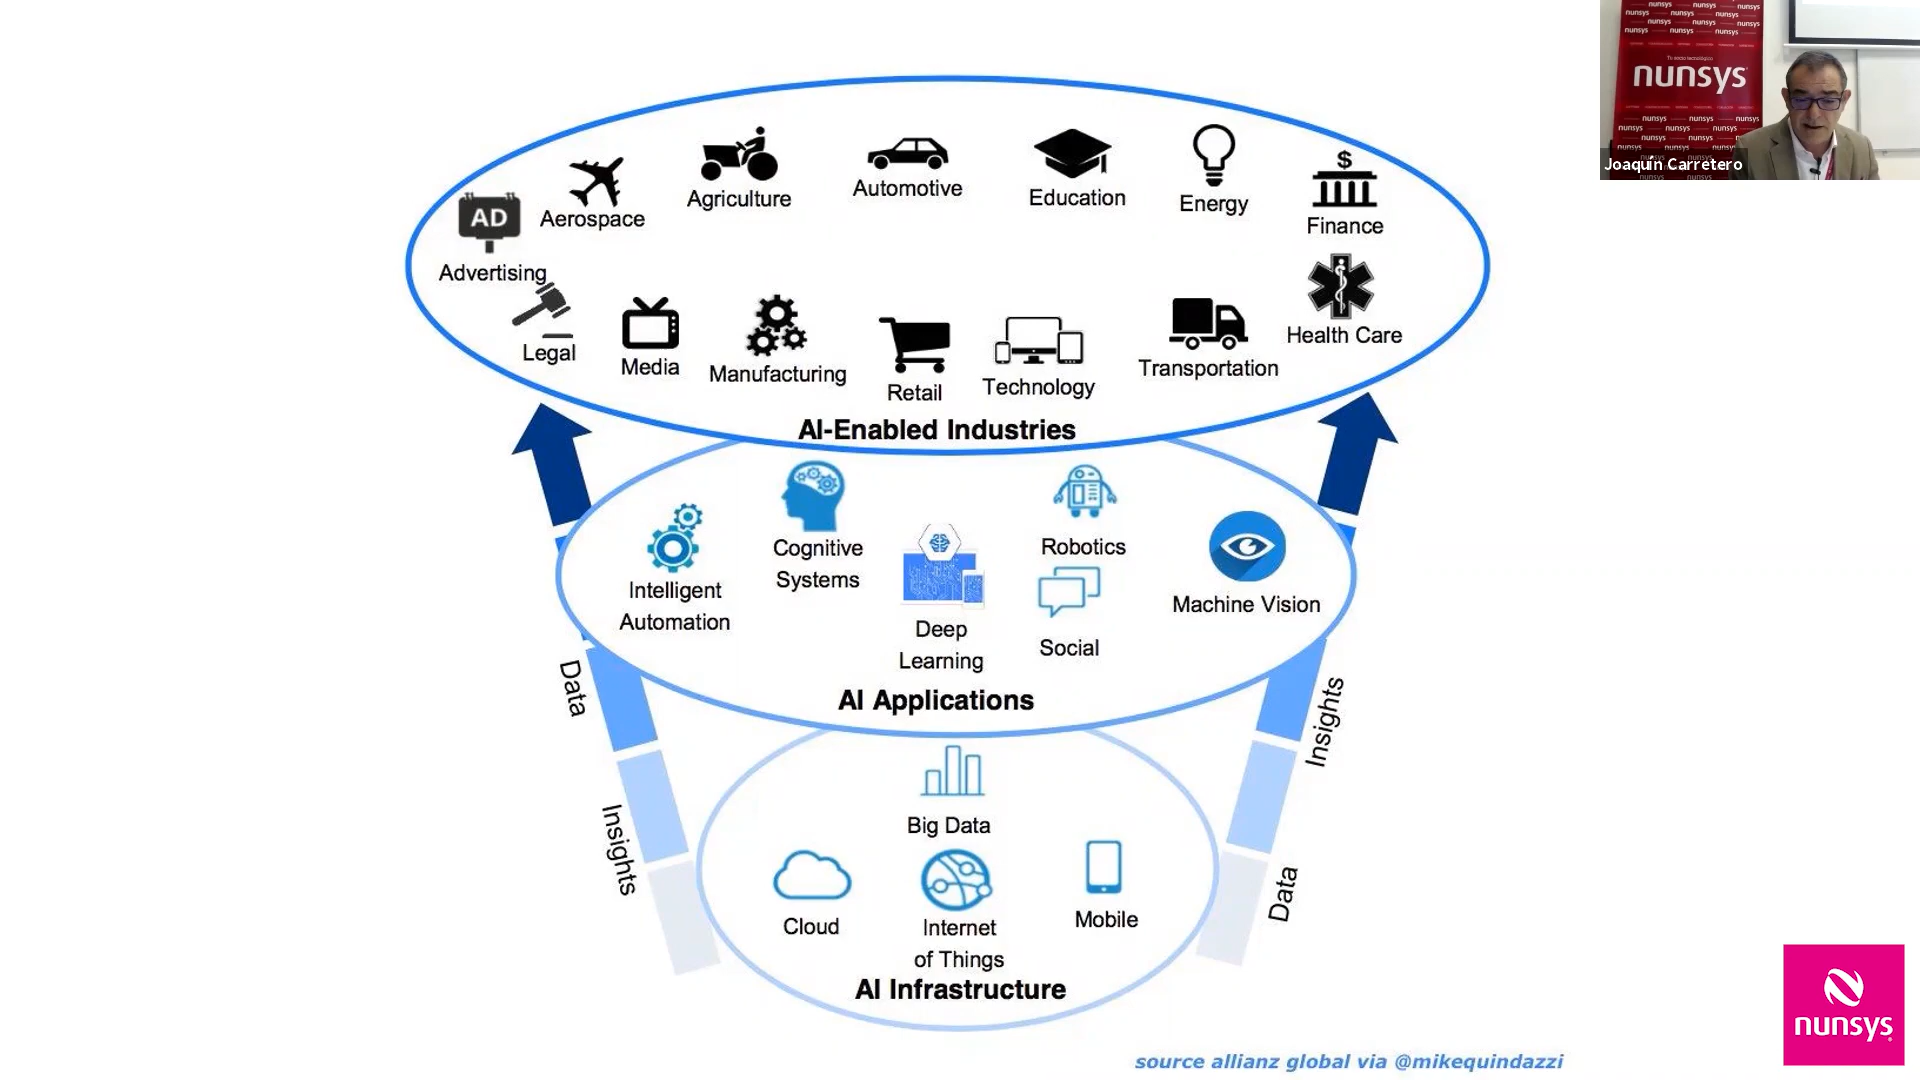 nunsys
nunsys
Joaquín Carretero
AD
Advertising
Aerospace
Agriculture
Automotive
Education
Energy
$
Finance
Legal
Media
Manufacturing
Retail
Technology
Transportation
Health Care
AI-Enabled Industries
Intelligent
Automation
Cognitive
Systems
Deep
Learning
Robotics
Social
Machine Vision
AI Applications
Data
Insights
Insights
Data
Big Data
Cloud
Internet
of Things
Mobile
AI Infrastructure
source allianz global via @mikequindazzi
nunsys